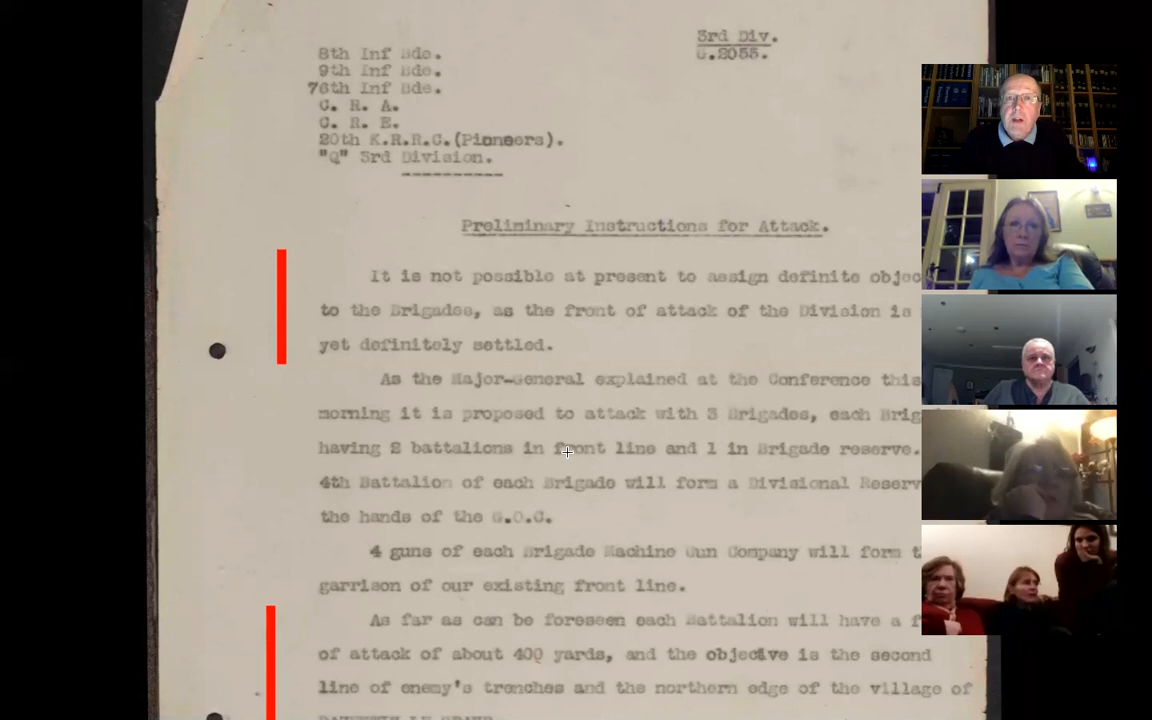 3rd Div.
G.2055.
8th Inf Bde.
9th Inf Bde.
76th Inf Bde.
C. R. A.
C. R. E.
20th K.R.R.C.(Pioneers).
"Q" 3rd Division.
Preliminary Instructions for Attack.
It is not possible at present to assign definite objec
to the Brigades, as the front of attack of the Division is
yet definitely settled.
As the Major-General explained at the Conference this
morning it is proposed to attack with 3 Brigades, each Brig
having 2 battalions in front line and 1 in Brigade reserve.
4th Battalion of each Brigade will form a Divisional Reserv
the hands of the G.O.C.
4 guns of each Brigade Machine Gun Company will form t
garrison of our existing front line.
As far as can be foreseen each Battalion will have a f
of attack of about 400 yards, and the objective is the second
line of enemy's trenches and the northern edge of the village of